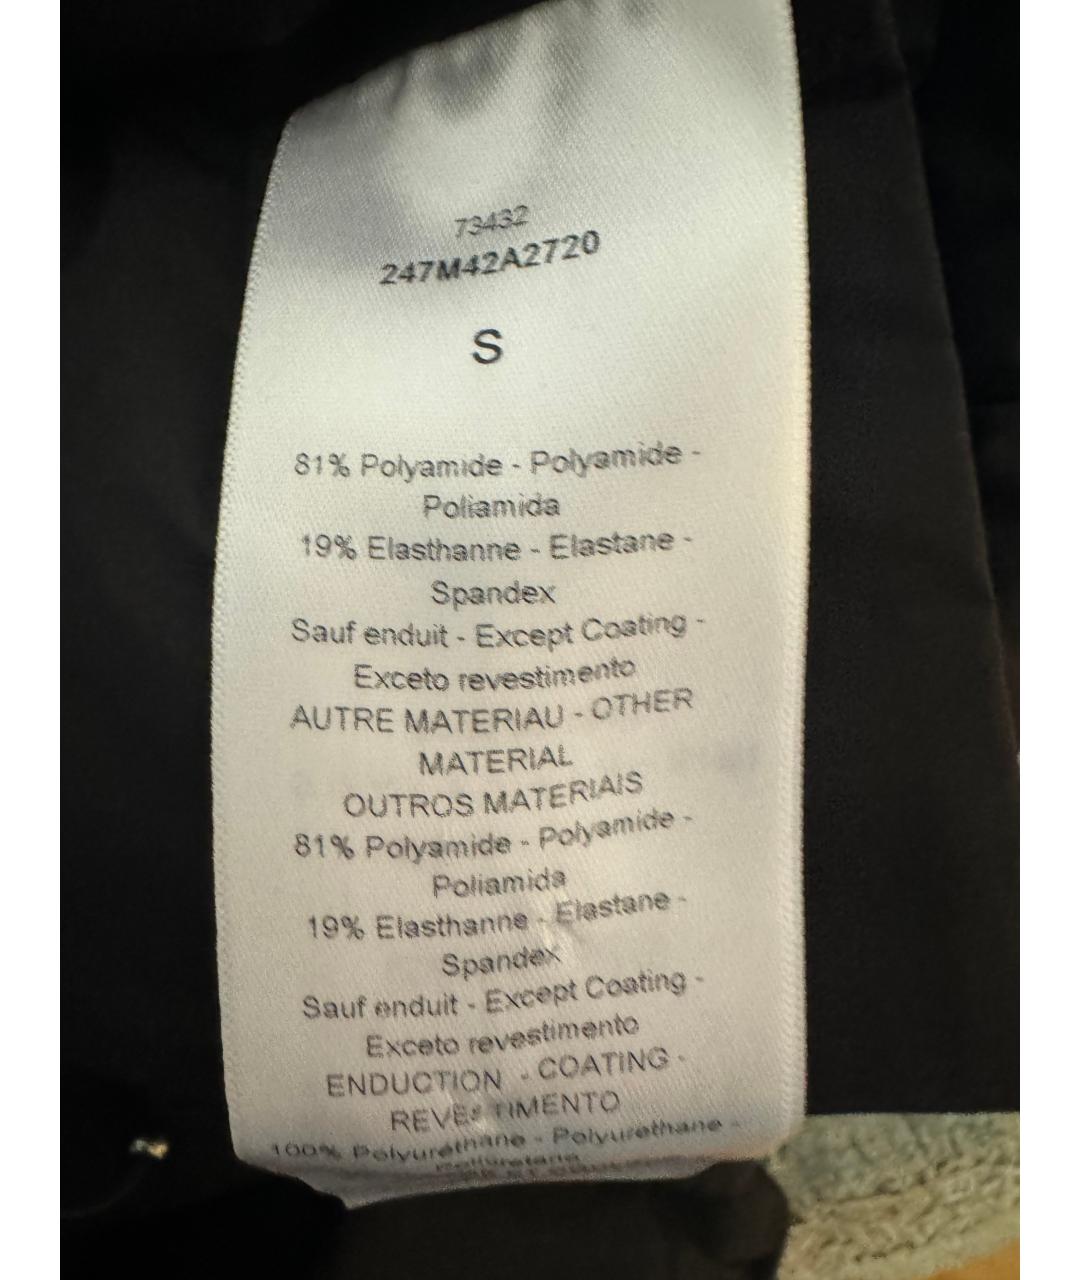 73432
247M42A2720
S
81% Polyamide - Polyamide -
Poliamida
19% Elasthanne - Elastane -
Spandex
Sauf enduit - Except Coating -
Exceto revestimento
AUTRE MATERIAU - OTHER
MATERIAL
OUTROS MATERIAIS
81% Polyamide - Polyamide -
Poliamida
19% Elasthanne - Elastane -
Spandex
Sauf enduit - Except Coating -
Exceto revestimento
ENDUCTION - COATING -
REVESTIMENTO
100% Polyuréthane - Polyurethane -
Poliuretano